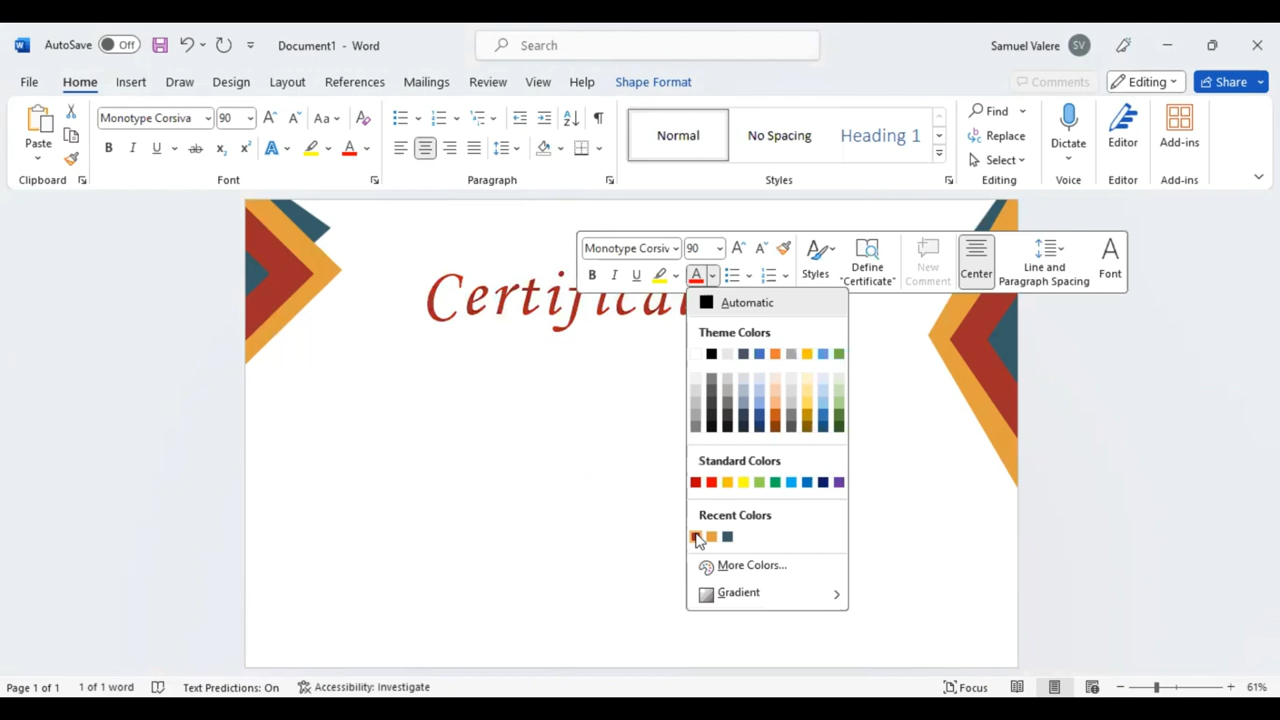 AutoSave Off Document1 - Word Search Samuel Valere SV
File Home Insert Draw Design Layout References Mailings Review View Help Shape Format Comments Editing Share
Paste Monotype Corsiva 90 Aa Normal No Spacing Heading 1 Find Replace Select Dictate Editor Add-ins
Clipboard Font Paragraph Styles Editing Voice Editor Add-ins
Monotype Corsiv 90 Styles Define "Certificate" New Comment Center Line and Paragraph Spacing Font
Automatic
Theme Colors
Standard Colors
Recent Colors
More Colors...
Gradient
Page 1 of 1 1 of 1 word Text Predictions: On Accessibility: Investigate Focus 61%